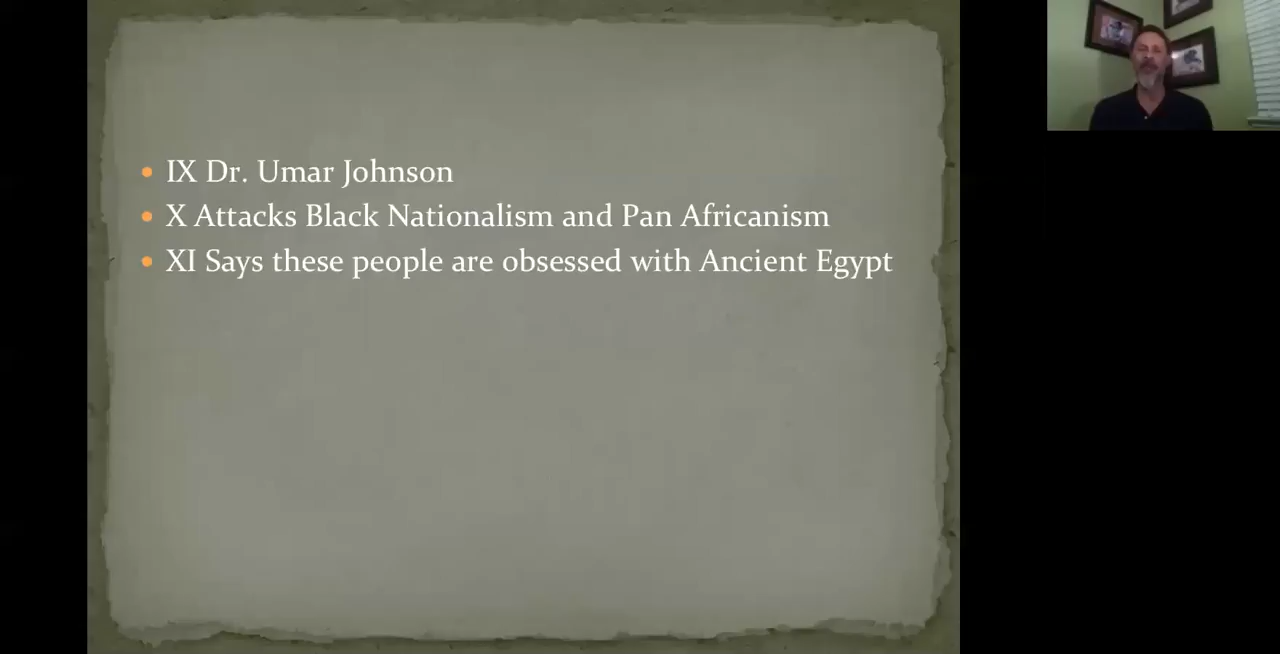 IX Dr. Umar Johnson
X Attacks Black Nationalism and Pan Africanism
XI Says these people are obsessed with Ancient Egypt